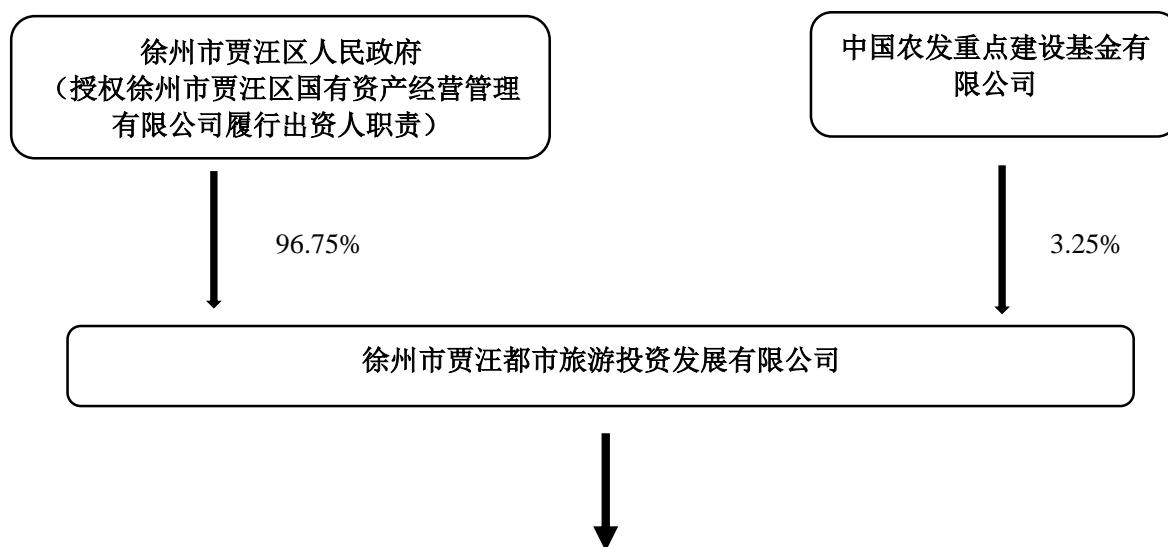 徐州市贾汪区人民政府
（授权徐州市贾汪区国有资产经营管理
有限公司履行出资人职责）
中国农发重点建设基金有
限公司
96.75%
3.25%
徐州市贾汪都市旅游投资发展有限公司